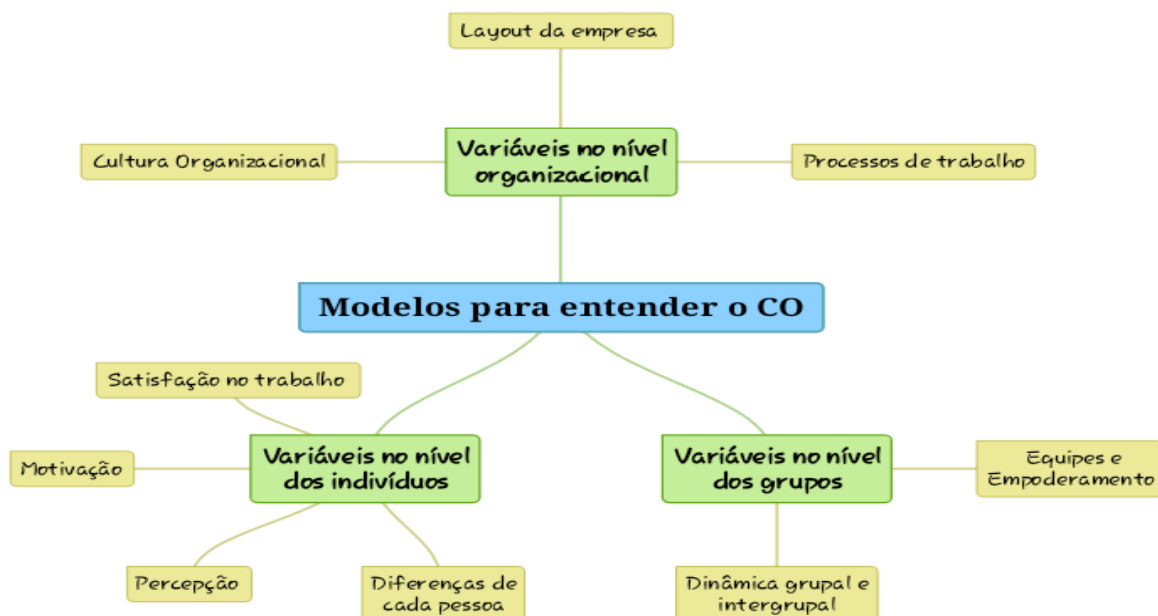 Layout da empresa
Cultura Organizacional
Variáveis no nível
organizacional
Processos de trabalho
Modelos para entender o CO
Satisfação no trabalho
Motivação
Variáveis no nível
dos indivíduos
Percepção
Diferenças de
cada pessoa
Variáveis no nível
dos grupos
Equipes e
Empoderamento
Dinâmica grupal e
intergrupal